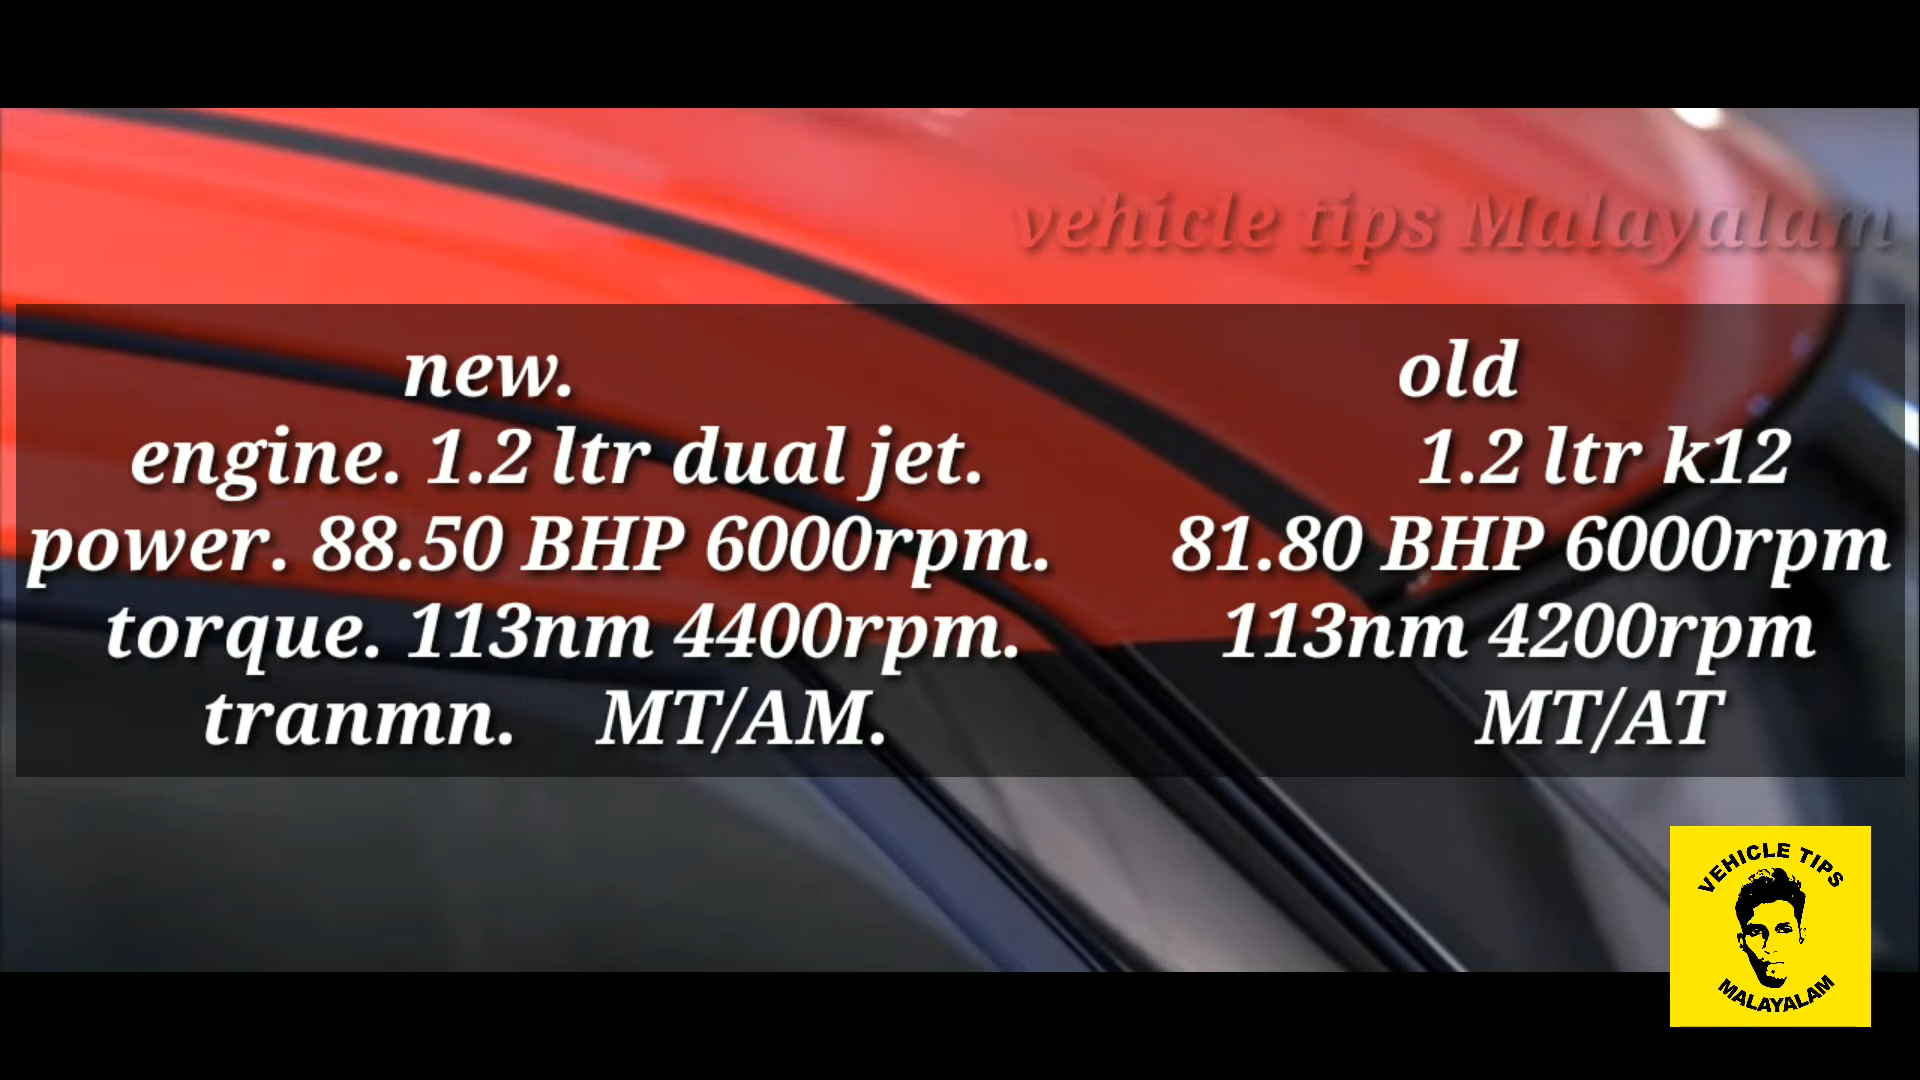 vehicle tips Malayalam
new. old
engine. 1.2 ltr dual jet. 1.2 ltr k12
power. 88.50 BHP 6000rpm. 81.80 BHP 6000rpm
torque. 113nm 4400rpm. 113nm 4200rpm
tranmn. MT/AM. MT/AT
VEHICLE TIPS
MALAYALAM